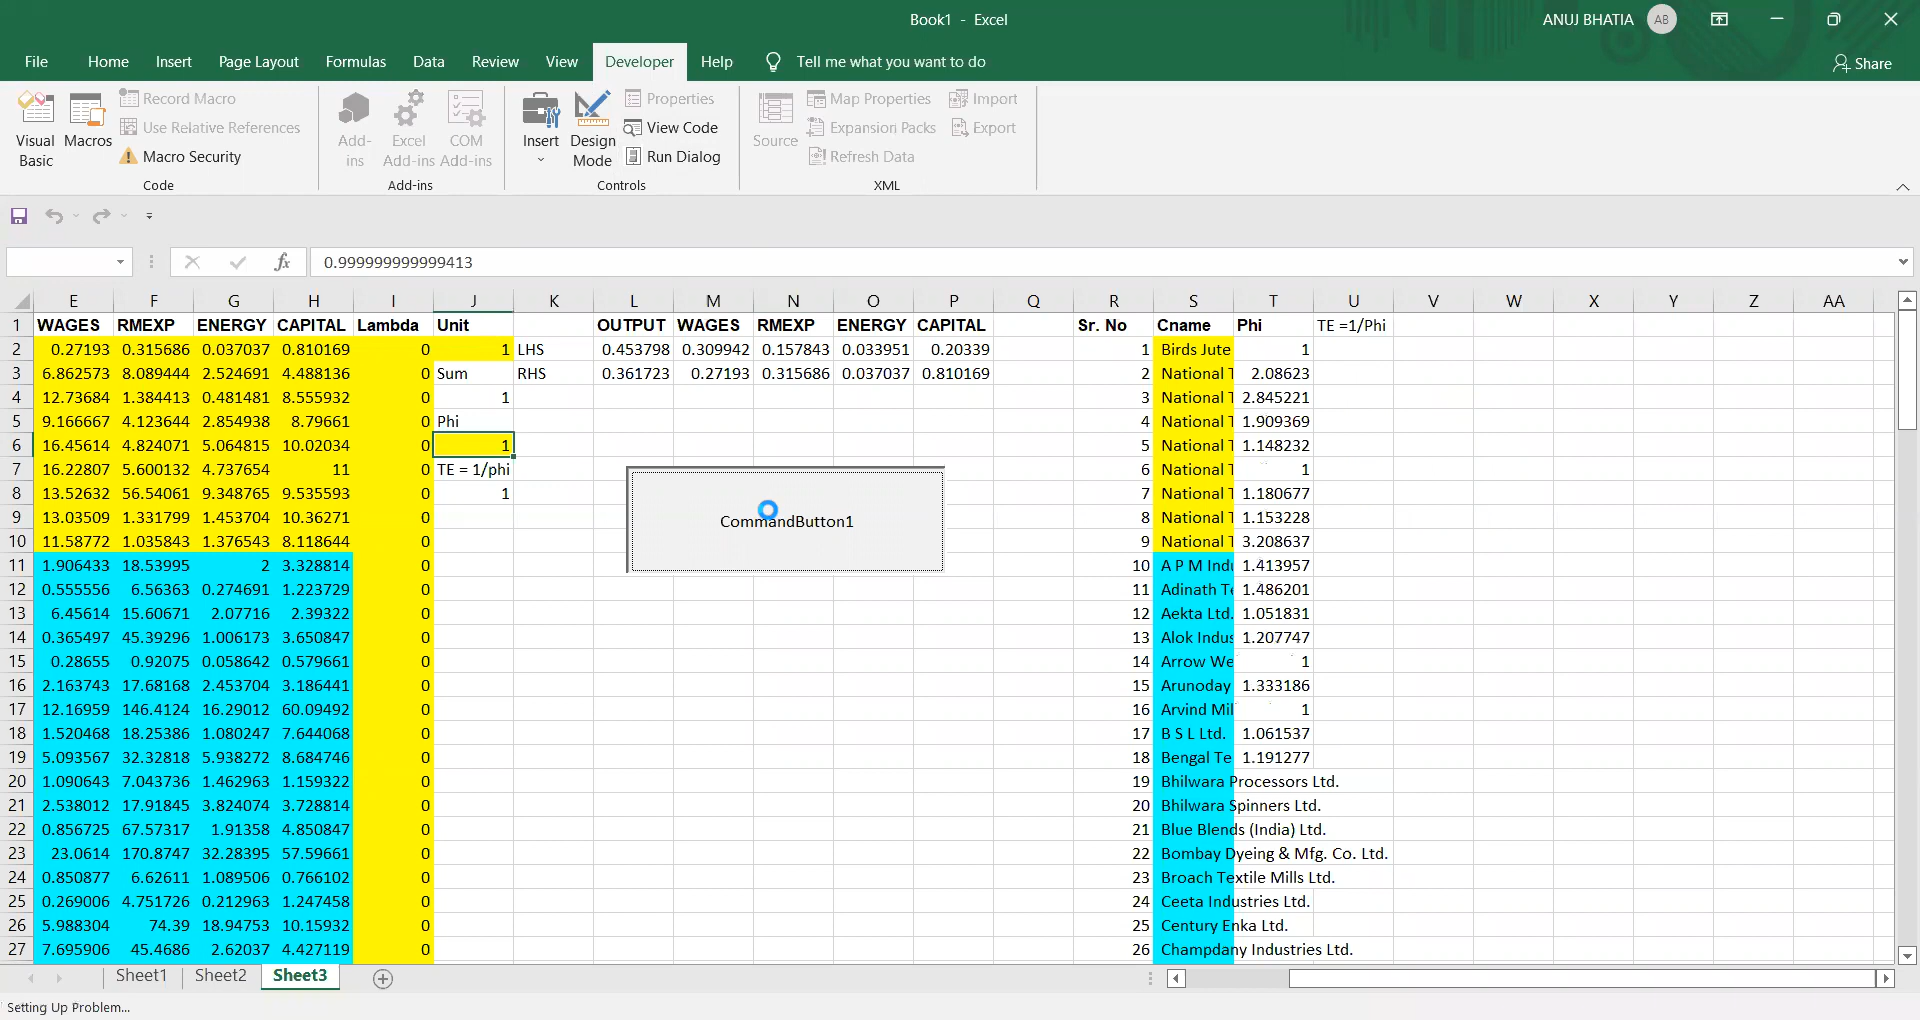 Book1 - Excel
ANUJ BHATIA AB
File Home Insert Page Layout Formulas Data Review View Developer Help Tell me what you want to do Share
Visual Basic
Macros
Record Macro
Use Relative References
Macro Security
Code
Add-ins
Excel Add-ins
COM Add-ins
Add-ins
Insert
Design Mode
Properties
View Code
Run Dialog
Controls
Source
Map Properties
Expansion Packs
Refresh Data
Import
Export
XML
fx 0.999999999999413
E F G H I J K L M N O P Q R S T U V W X Y Z AA
1 WAGES RMEXP ENERGY CAPITAL Lambda Unit OUTPUT WAGES RMEXP ENERGY CAPITAL Sr. No Cname Phi TE =1/Phi
2 0.27193 0.315686 0.037037 0.810169 0 1 LHS 0.453798 0.309942 0.157843 0.033951 0.20339 1 Birds Jute 1
3 6.862573 8.089444 2.524691 4.488136 0 Sum RHS 0.361723 0.27193 0.315686 0.037037 0.810169 2 National T 2.08623
4 12.73684 1.384413 0.481481 8.555932 0 1 3 National T 2.845221
5 9.166667 4.123644 2.854938 8.79661 0 Phi 4 National T 1.909369
6 16.45614 4.824071 5.064815 10.02034 0 1 5 National T 1.148232
7 16.22807 5.600132 4.737654 11 0 TE = 1/phi 6 National T 1
8 13.52632 56.54061 9.348765 9.535593 0 1 7 National T 1.180677
9 13.03509 1.331799 1.453704 10.36271 0 CommandButton1 8 National T 1.153228
10 11.58772 1.035843 1.376543 8.118644 0 9 National T 3.208637
11 1.906433 18.53995 2 3.328814 0 10 A P M Indu 1.413957
12 0.555556 6.56363 0.274691 1.223729 0 11 Adinath Te 1.486201
13 6.45614 15.60671 2.07716 2.39322 0 12 Aekta Ltd. 1.051831
14 0.365497 45.39296 1.006173 3.650847 0 13 Alok Indus 1.207747
15 0.28655 0.92075 0.058642 0.579661 0 14 Arrow We 1
16 2.163743 17.68168 2.453704 3.186441 0 15 Arunoday 1.333186
17 12.16959 146.4124 16.29012 60.09492 0 16 Arvind Mil 1
18 1.520468 18.25386 1.080247 7.644068 0 17 B S L Ltd. 1.061537
19 5.093567 32.32818 5.938272 8.684746 0 18 Bengal Te 1.191277
20 1.090643 7.043736 1.462963 1.159322 0 19 Bhilwara Processors Ltd.
21 2.538012 17.91845 3.824074 3.728814 0 20 Bhilwara Spinners Ltd.
22 0.856725 67.57317 1.91358 4.850847 0 21 Blue Blends (India) Ltd.
23 23.0614 170.8747 32.28395 57.59661 0 22 Bombay Dyeing & Mfg. Co. Ltd.
24 0.850877 6.62611 1.089506 0.766102 0 23 Broach Textile Mills Ltd.
25 0.269006 4.751726 0.212963 1.247458 0 24 Ceeta Industries Ltd.
26 5.988304 74.39 18.94753 10.15932 0 25 Century Enka Ltd.
27 7.695906 45.4686 2.62037 4.427119 0 26 Champdany Industries Ltd.
Sheet1 Sheet2 Sheet3
Setting Up Problem...